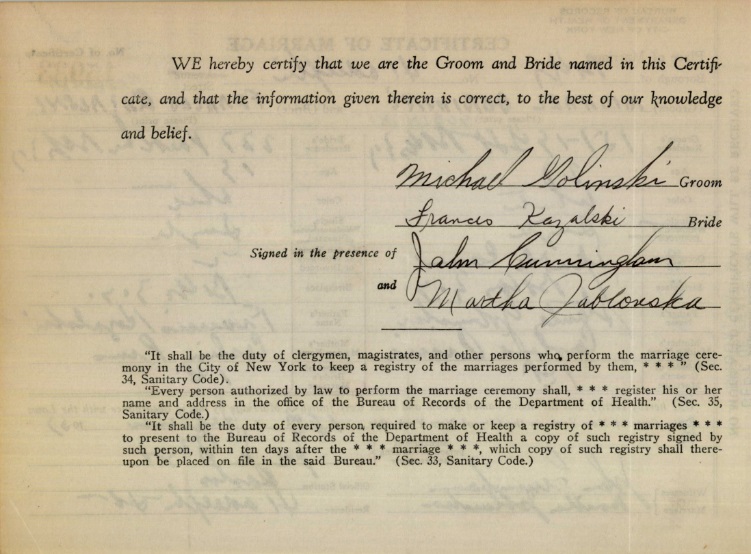 WE hereby certify that we are the Groom and Bride named in this Certifi-
cate, and that the information given therein is correct, to the best of our knowledge
and belief.
Michael Golinski Groom
Frances Kozalski Bride
Signed in the presence of John Cunningham
and Martha Jablonska
"It shall be the duty of clergymen, magistrates, and other persons who perform the marriage cere-
mony in the City of New York to keep a registry of the marriages performed by them, * * * " (Sec.
34, Sanitary Code).
"Every person authorized by law to perform the marriage ceremony shall, * * * register his or her
name and address in the office of the Bureau of Records of the Department of Health." (Sec. 35,
Sanitary Code.)
"It shall be the duty of every person required to make or keep a registry of * * * marriages * * *
to present to the Bureau of Records of the Department of Health a copy of such registry signed by
such person, within ten days after the * * * marriage * * *, which copy of such registry shall there-
upon be placed on file in the said Bureau." (Sec. 33, Sanitary Code.)